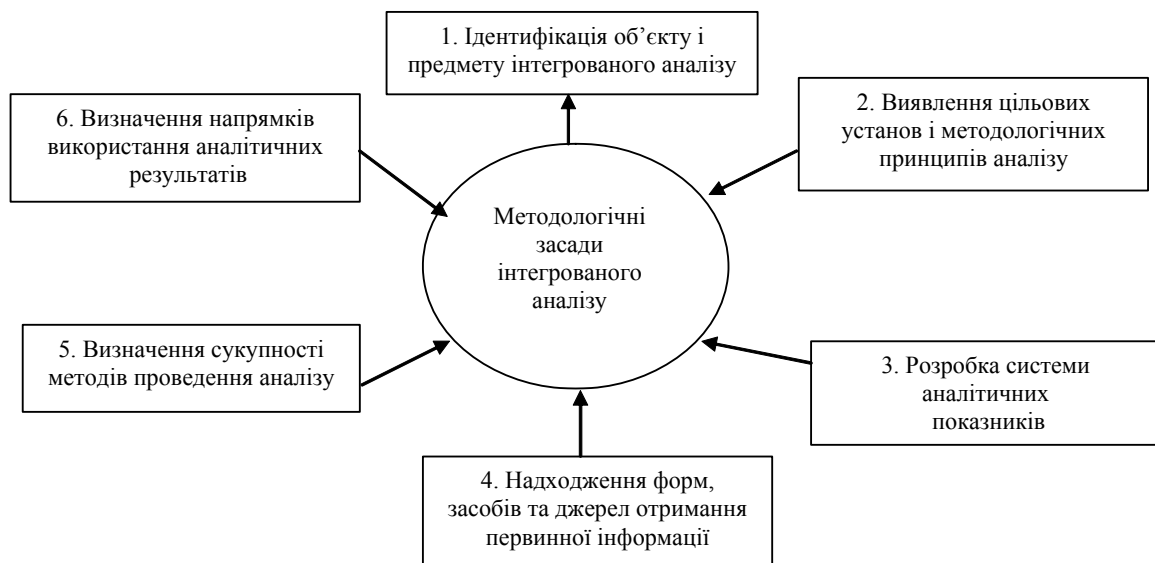 1. Ідентифікація об’єкту і
предмету інтегрованого аналізу
2. Виявлення цільових
установ і методологічних
принципів аналізу
3. Розробка системи
аналітичних
показників
4. Надходження форм,
засобів та джерел отримання
первинної інформації
5. Визначення сукупності
методів проведення аналізу
6. Визначення напрямків
використання аналітичних
результатів
Методологічні
засади
інтегрованого
аналізу